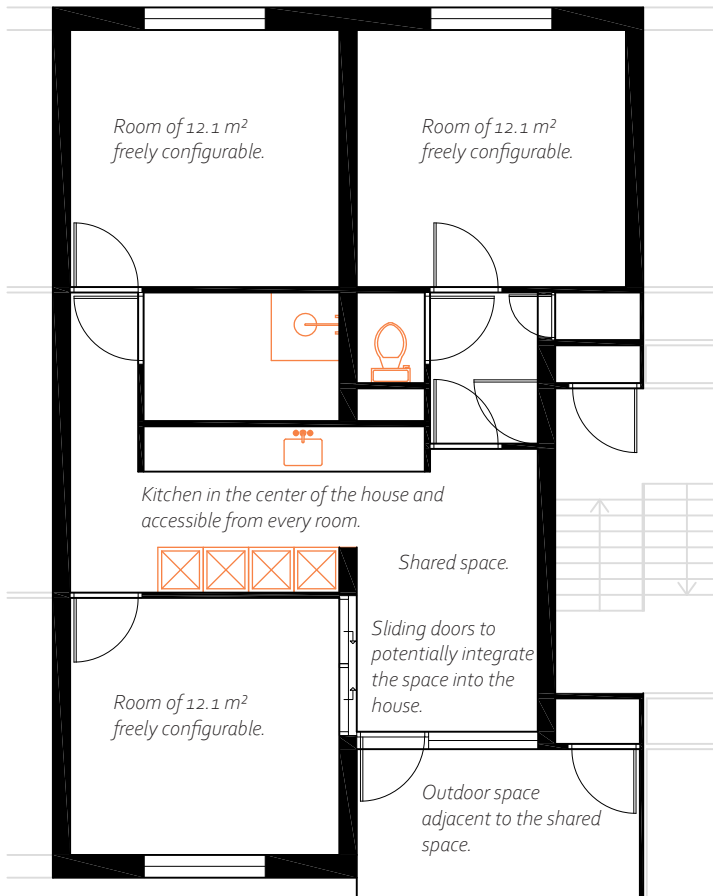 Room of 12.1 m²
freely configurable.
Room of 12.1 m²
freely configurable.
Kitchen in the center of the house and
accessible from every room.
Shared space.
Sliding doors to
potentially integrate
the space into the
house.
Room of 12.1 m²
freely configurable.
Outdoor space
adjacent to the shared
space.